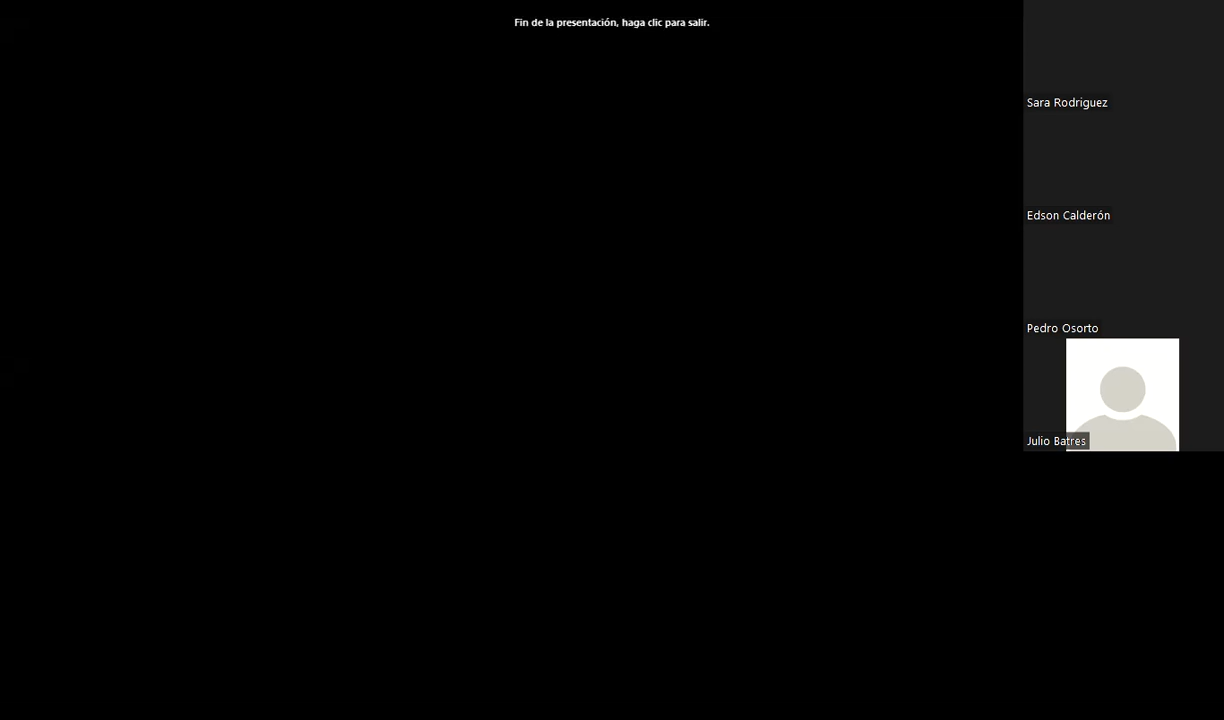 Fin de la presentación, haga clic para salir.
Sara Rodriguez
Edson Calderón
Pedro Osorto
Julio Batres